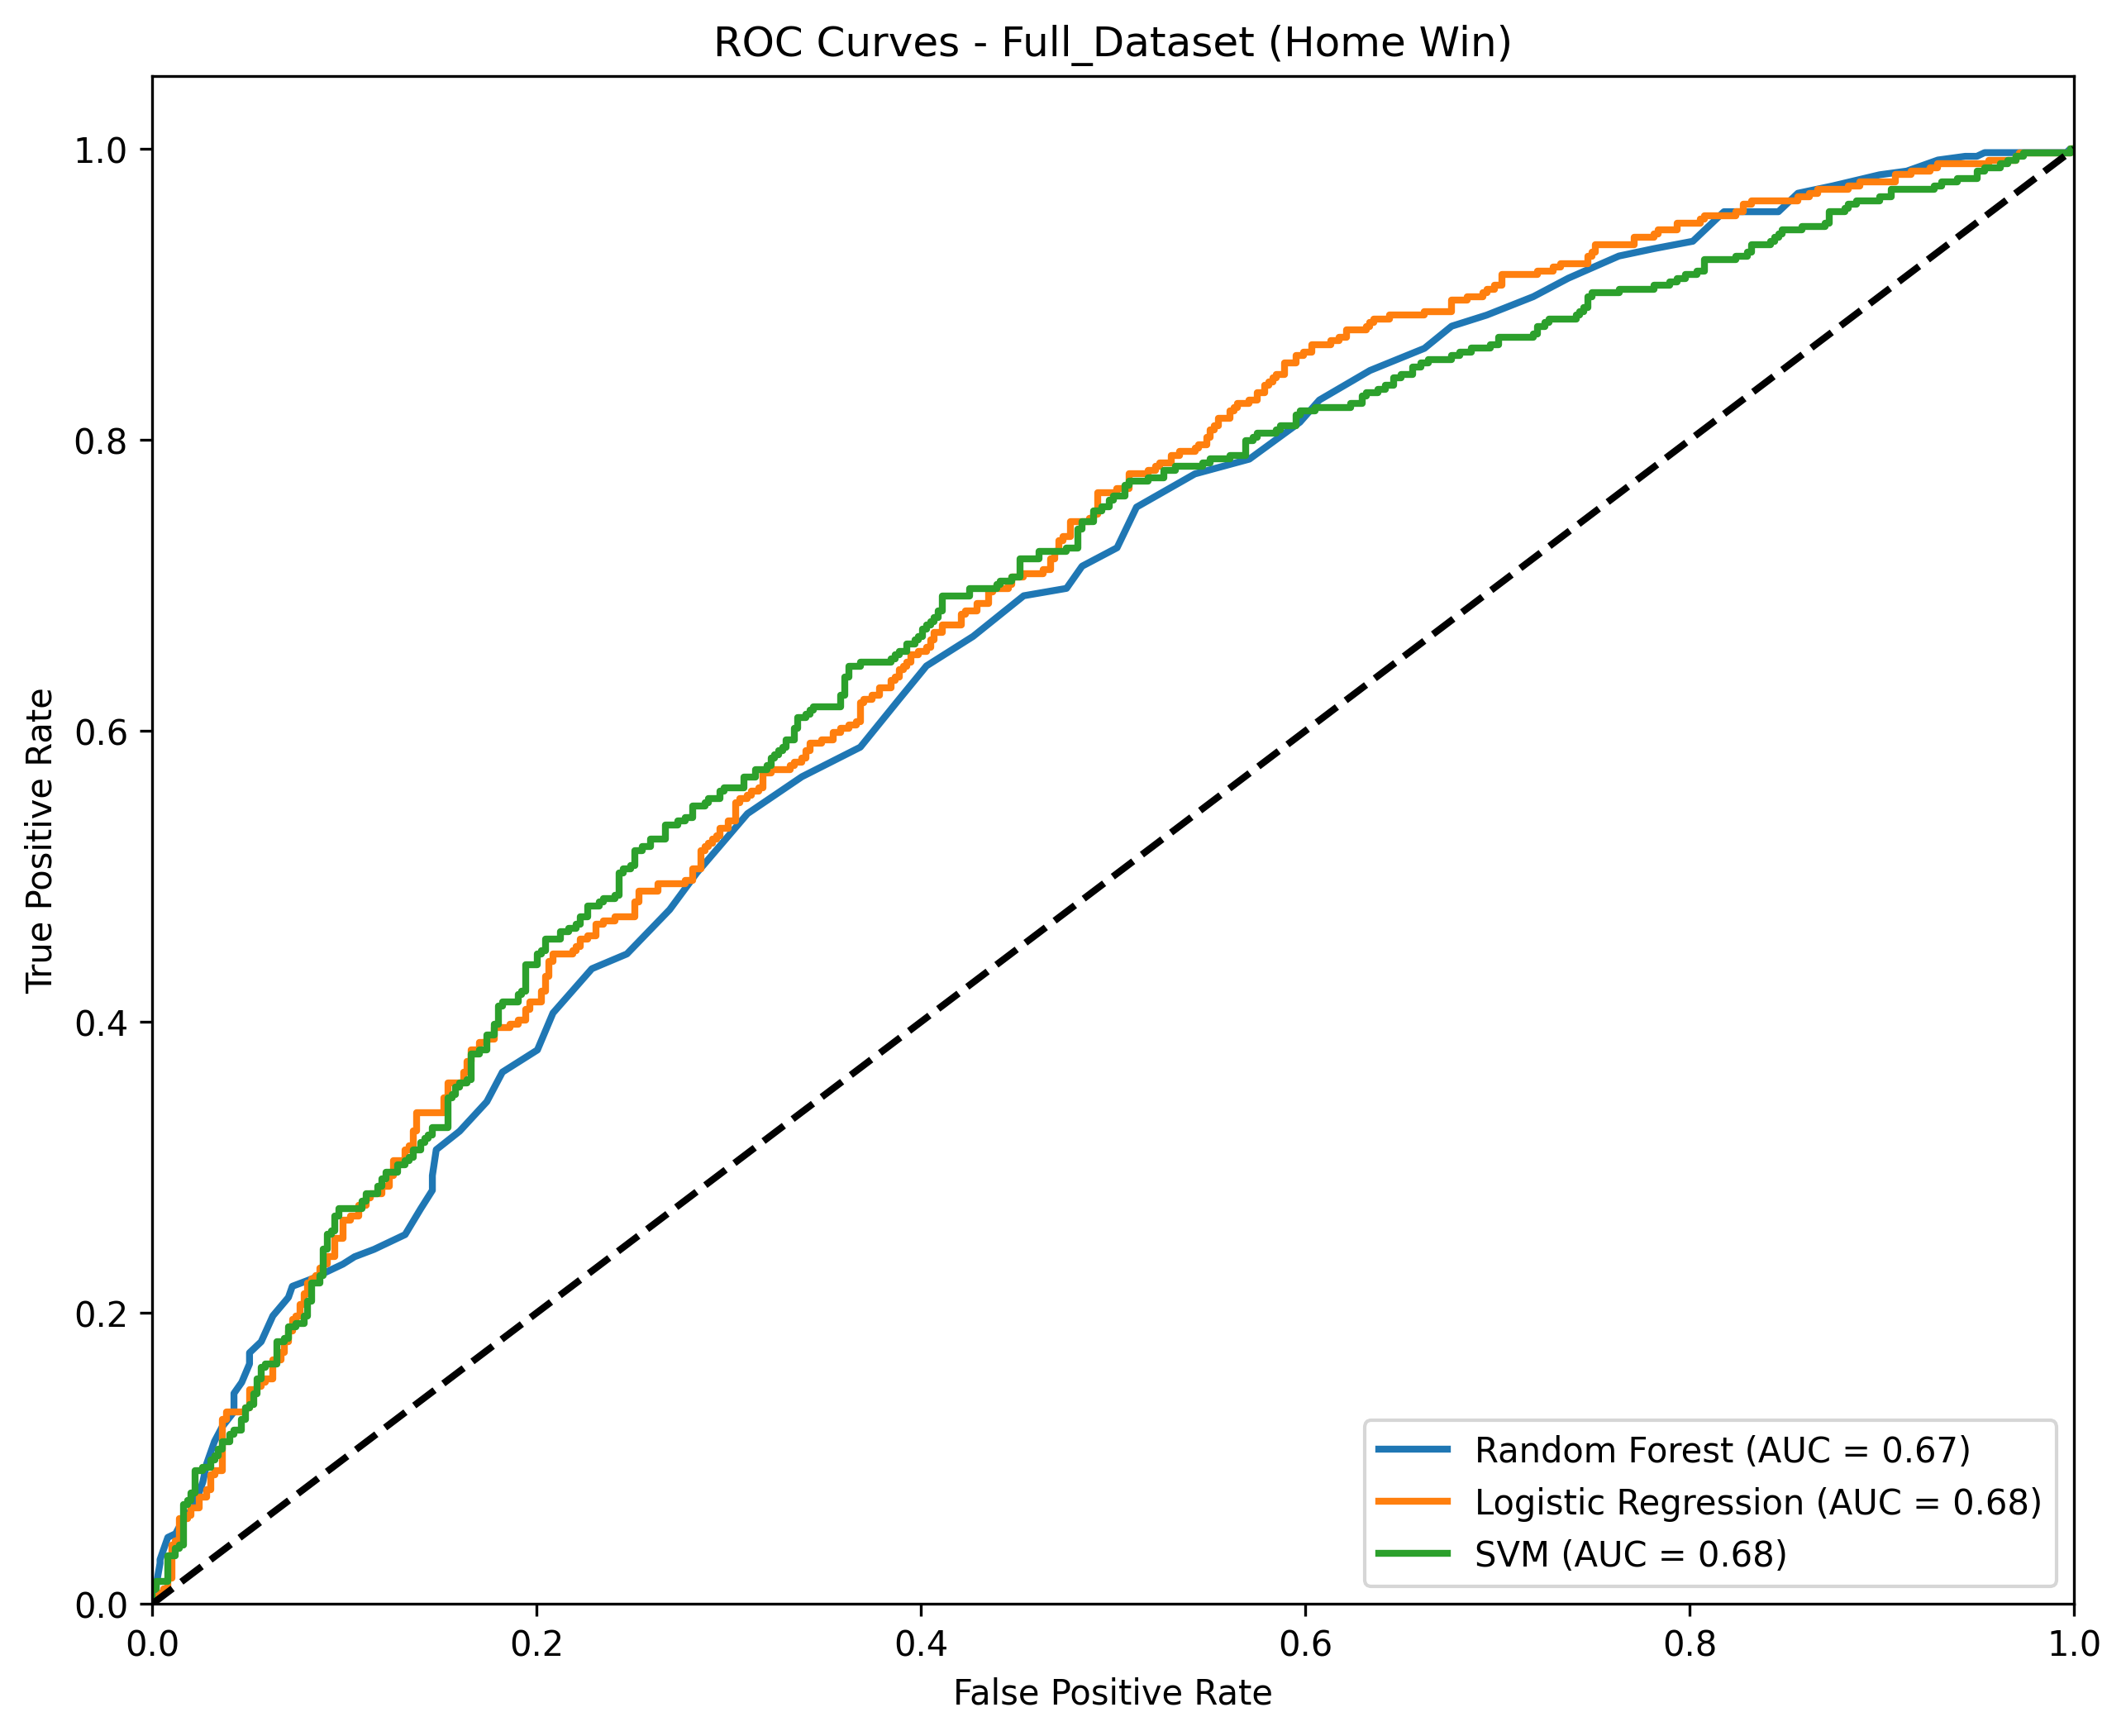 ROC Curves - Full_Dataset (Home Win)
True Positive Rate
1.0
0.8
0.6
0.4
0.2
0.0
Random Forest (AUC = 0.67)
Logistic Regression (AUC = 0.68)
SVM (AUC = 0.68)
0.0 0.2 0.4 0.6 0.8 1.0
False Positive Rate